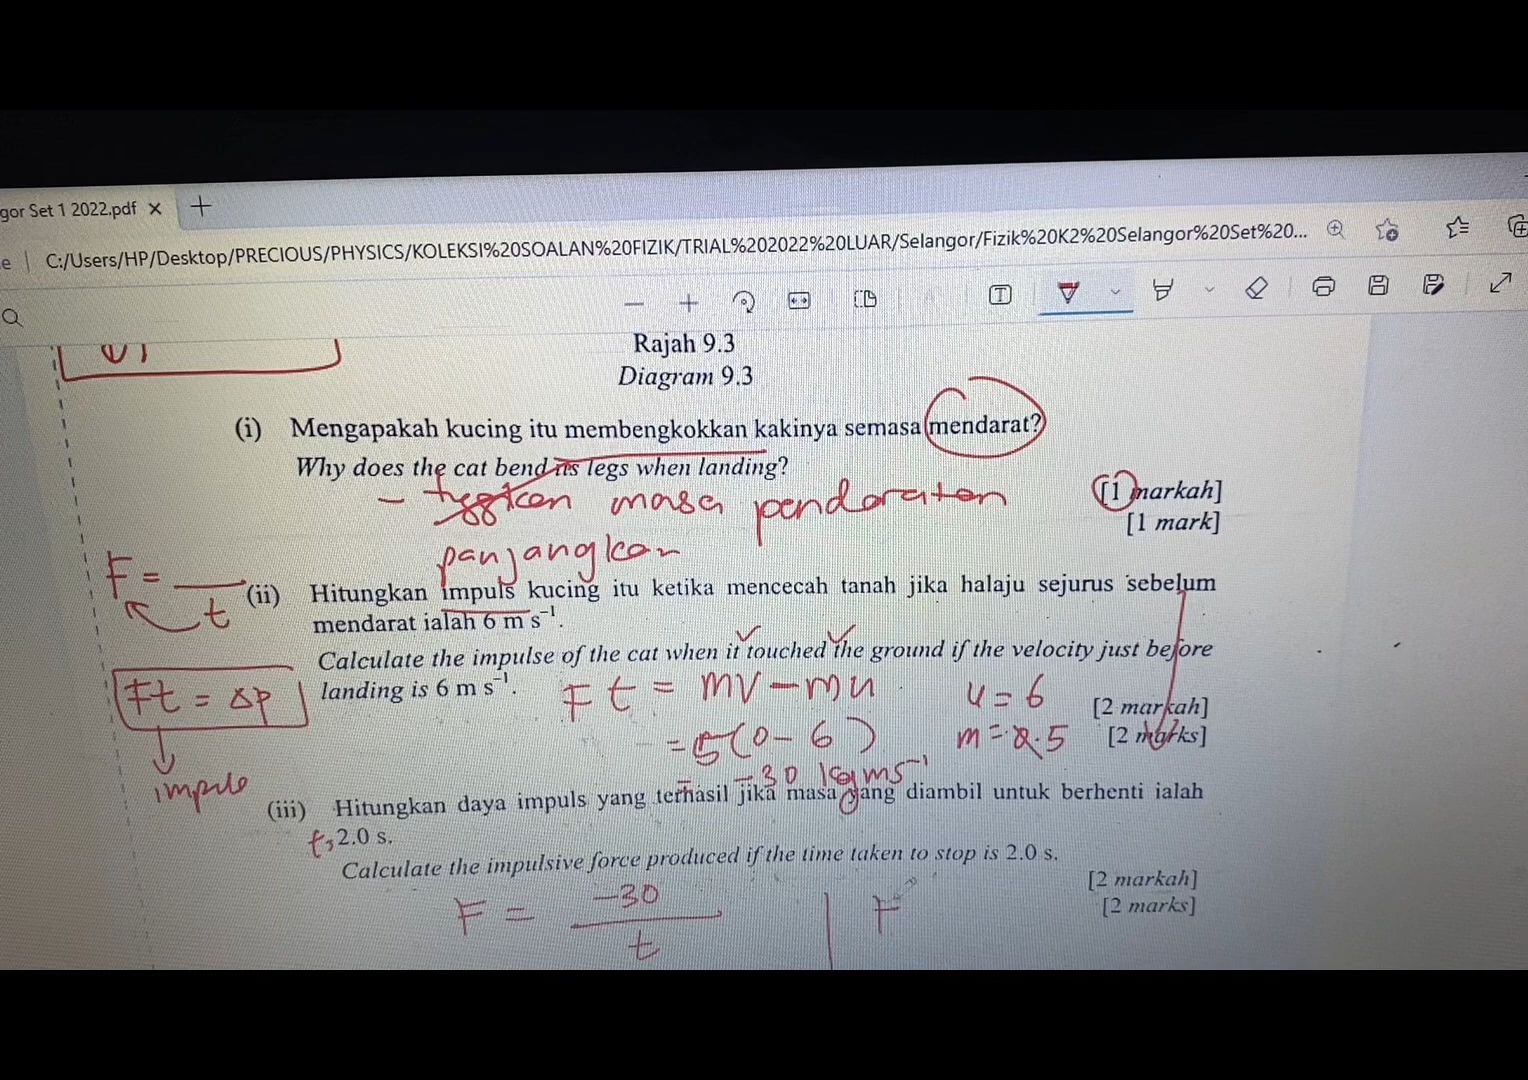 gor Set 1 2022.pdf
C:/Users/HP/Desktop/PRECIOUS/PHYSICS/KOLEKSI%20SOALAN%20FIZIK/TRIAL%202022%20LUAR/Selangor/Fizik%20K2%20Selangor%20Set%20...
Rajah 9.3
Diagram 9.3
(i) Mengapakah kucing itu membengkokkan kakinya semasa mendarat?
Why does the cat bend its legs when landing?
[1 markah]
- masa pendaratan
[1 mark]
panjangkan
F = — t
(ii) Hitungkan impuls kucing itu ketika mencecah tanah jika halaju sejurus sebelum
mendarat ialah 6 m s⁻¹.
Calculate the impulse of the cat when it touched the ground if the velocity just before
landing is 6 m s⁻¹.
Ft = Δp
Ft = mv - mu
u = 6
[2 markah]
= 5(0 - 6)
m = 2.5
[2 marks]
= -30 kgms⁻¹
impuls
(iii) Hitungkan daya impuls yang terhasil jika masa yang diambil untuk berhenti ialah
t, 2.0 s.
Calculate the impulsive force produced if the time taken to stop is 2.0 s.
[2 markah]
[2 marks]
F = -30
t
F